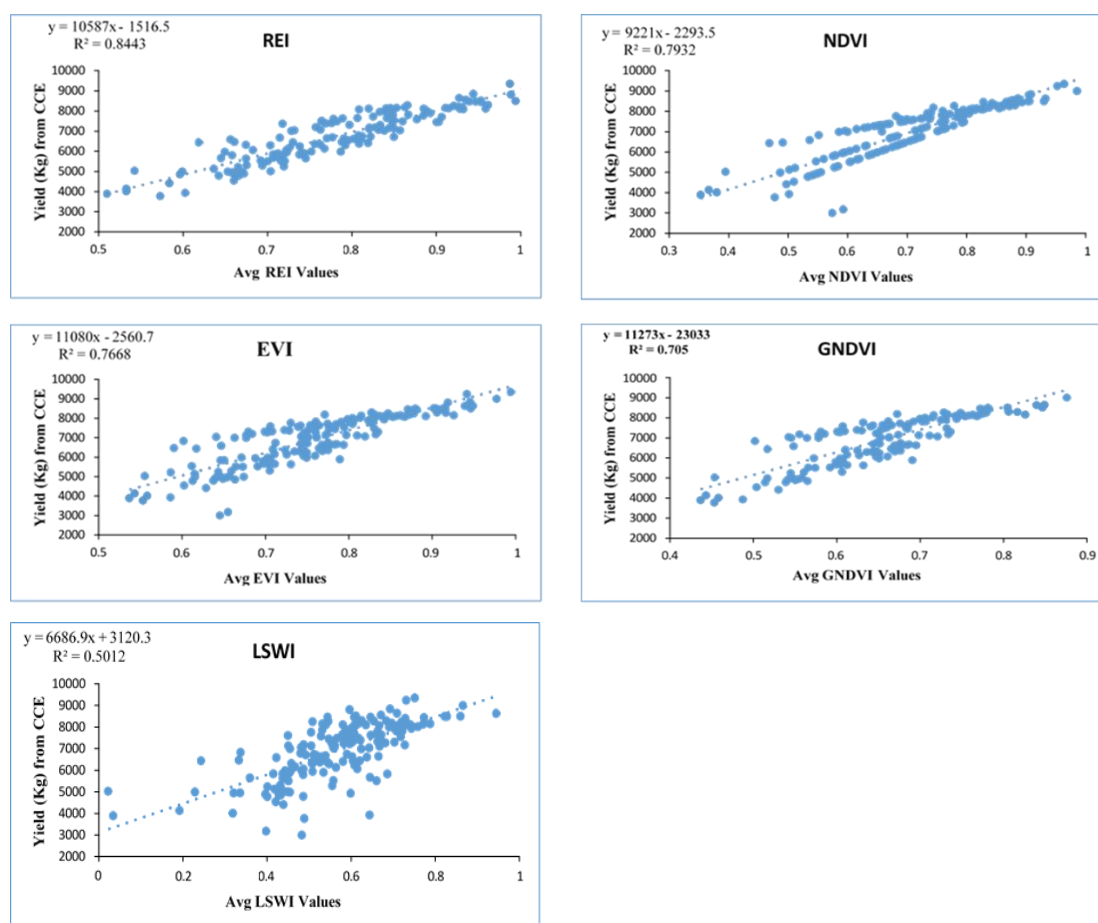 y = 10587x - 1516.5
R² = 0.8443
REI
Yield (Kg) from CCE
10000
9000
8000
7000
6000
5000
4000
3000
2000
0.5 0.6 0.7 0.8 0.9 1
Avg REI Values
y = 9221x - 2293.5
R² = 0.7932
NDVI
Yield (Kg) from CCE
10000
9000
8000
7000
6000
5000
4000
3000
2000
0.3 0.4 0.5 0.6 0.7 0.8 0.9 1
Avg NDVI Values
y = 11080x - 2560.7
R² = 0.7668
EVI
Yield (Kg) from CCE
10000
9000
8000
7000
6000
5000
4000
3000
2000
0.5 0.6 0.7 0.8 0.9 1
Avg EVI Values
y = 11273x - 23033
R² = 0.705
GNDVI
Yield (Kg) from CCE
10000
9000
8000
7000
6000
5000
4000
3000
2000
0.4 0.5 0.6 0.7 0.8 0.9
Avg GNDVI Values
y = 6686.9x + 3120.3
R² = 0.5012
LSWI
Yield (Kg) from CCE
10000
9000
8000
7000
6000
5000
4000
3000
2000
0 0.2 0.4 0.6 0.8 1
Avg LSWI Values